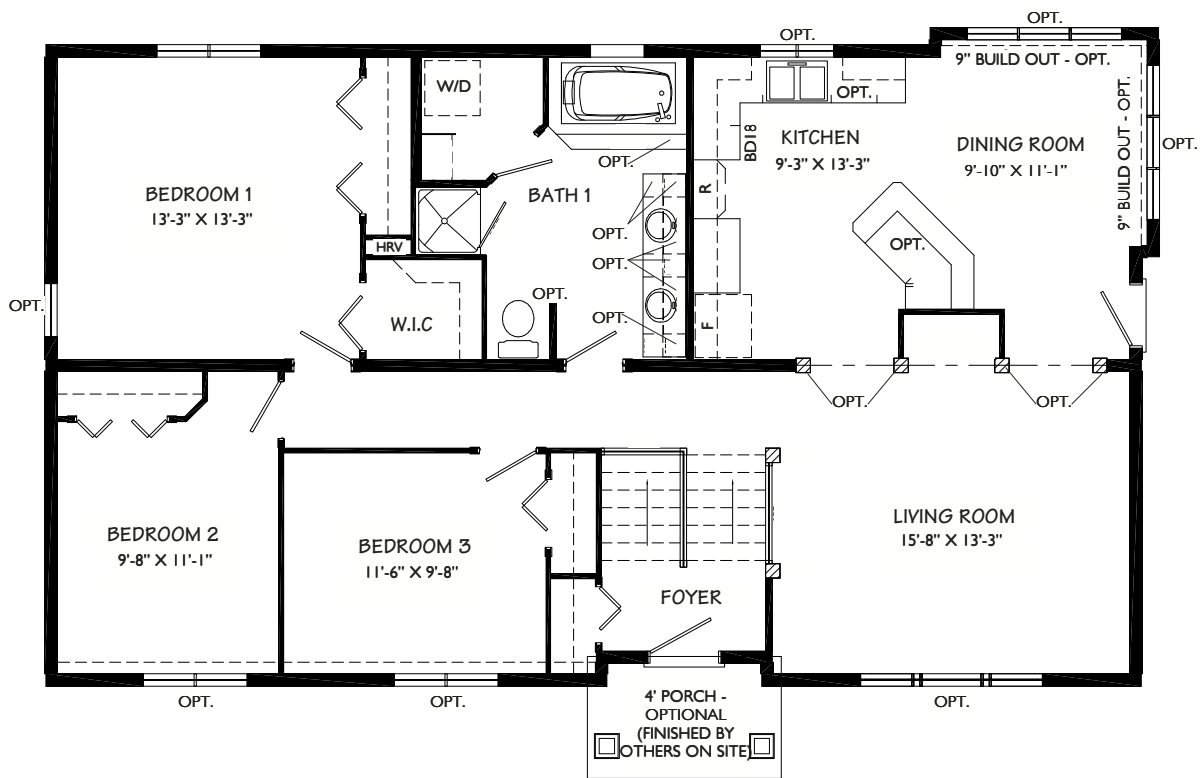 OPT.
OPT.
9” BUILD OUT - OPT.
W/D
OPT.
9” BUILD OUT - OPT.
OPT.
BD18
KITCHEN
9'-3” X 13'-3”
DINING ROOM
9'-10” X 11'-1”
OPT.
BEDROOM 1
13'-3” X 13'-3”
BATH 1
R
OPT.
OPT.
HRV
OPT.
OPT.
OPT.
OPT.
W.I.C
OPT.
F
OPT.
OPT.
BEDROOM 2
9'-8” X 11'-1”
BEDROOM 3
11'-6” X 9'-8”
LIVING ROOM
15'-8” X 13'-3”
FOYER
OPT.
OPT.
OPT.
4' PORCH -
OPTIONAL
(FINISHED BY
OTHERS ON SITE)